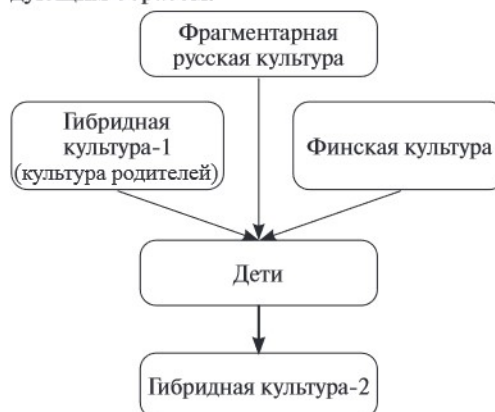 Фрагментарная
русская культура
Гибридная
культура-1
(культура родителей)
Финская культура
Дети
Гибридная культура-2